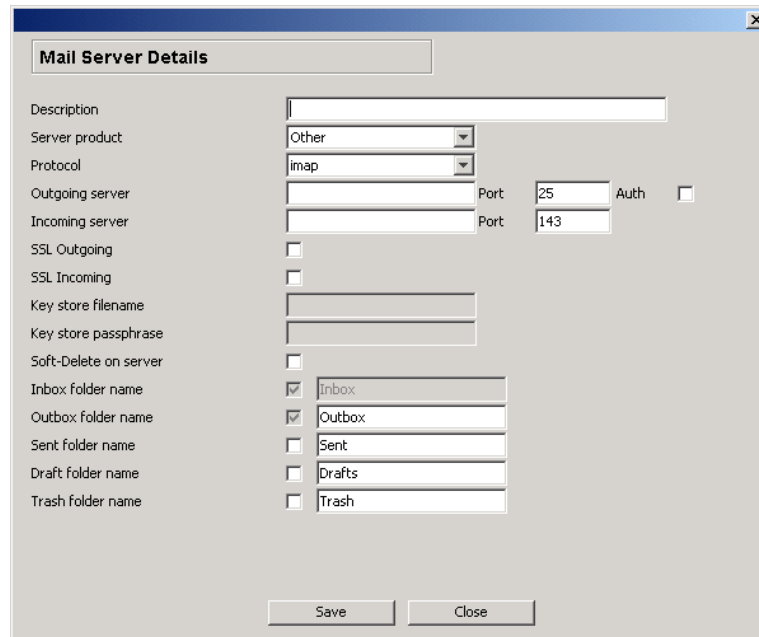 Mail Server Details
Description
Server product Other
Protocol imap
Outgoing server Port 25 Auth
Incoming server Port 143
SSL Outgoing
SSL Incoming
Key store filename
Key store passphrase
Soft-Delete on server
Inbox folder name Inbox
Outbox folder name Outbox
Sent folder name Sent
Draft folder name Drafts
Trash folder name Trash
Save Close